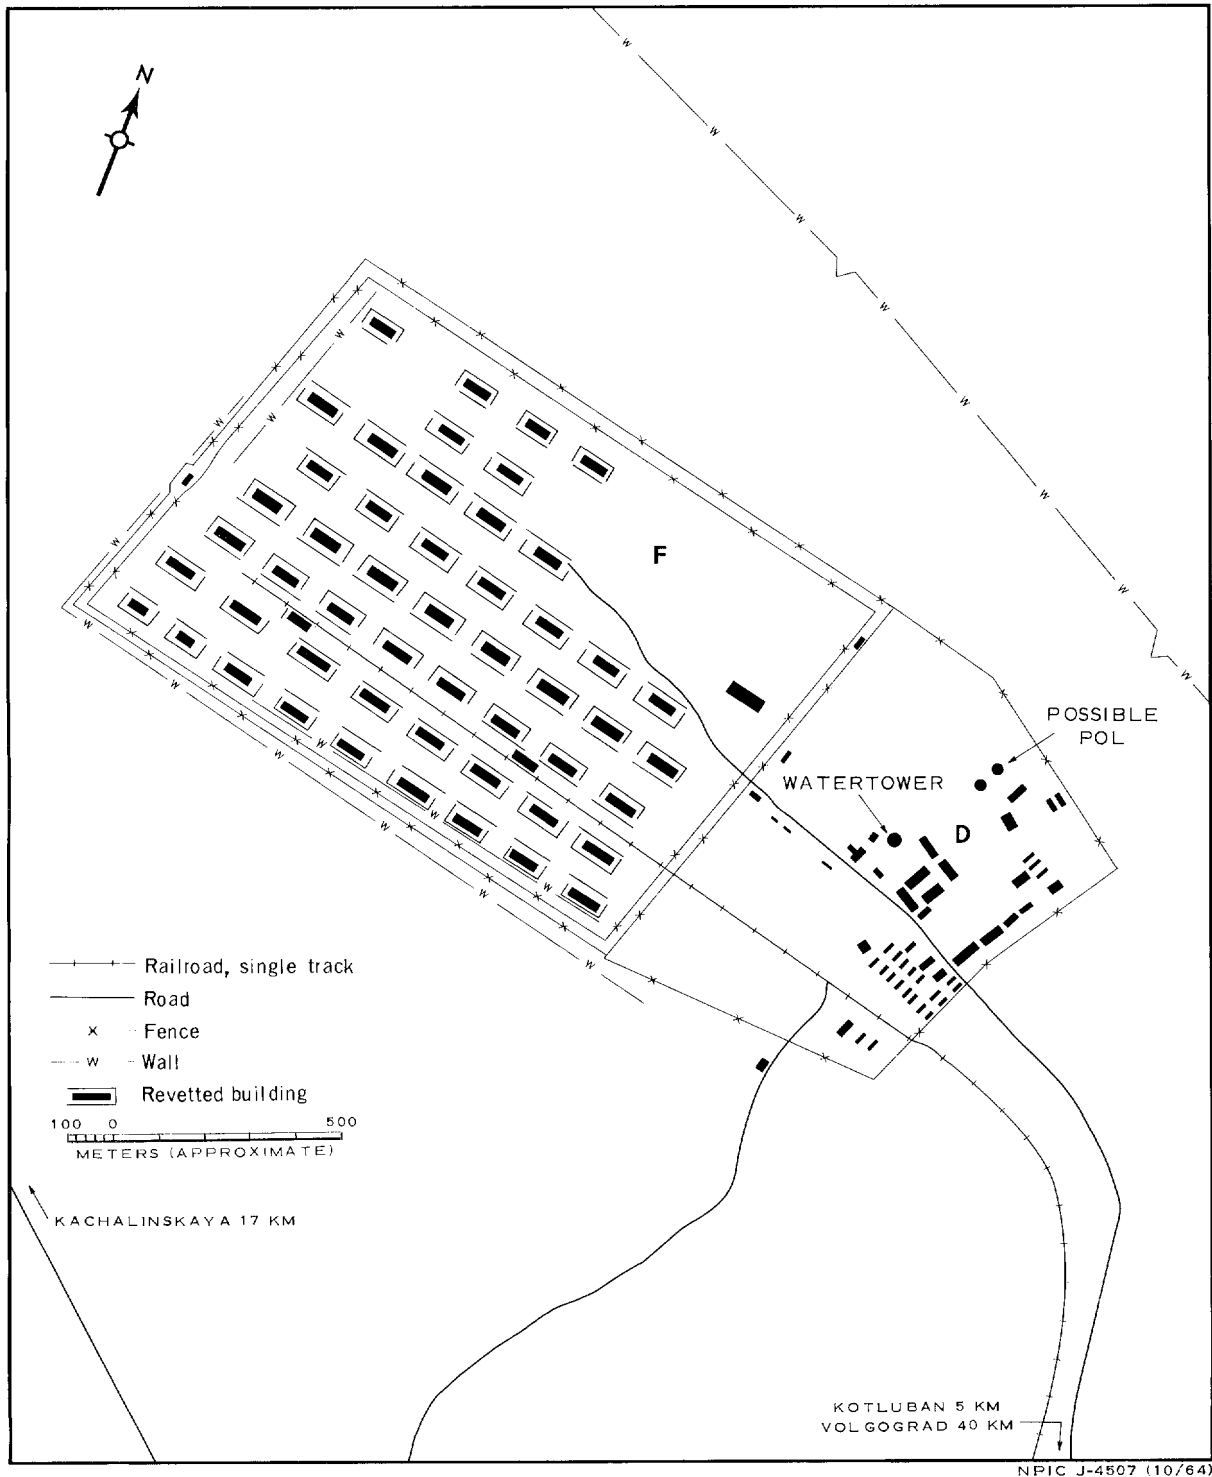 N
F
POSSIBLE
POL
WATERTOWER
D
Railroad, single track
Road
x Fence
w Wall
Revetted building
100 0 500
METERS (APPROXIMATE)
KACHALINSKAYA 17 KM
KOTLUBAN 5 KM
VOLGOGRAD 40 KM
NPIC J-4507 (10/64)